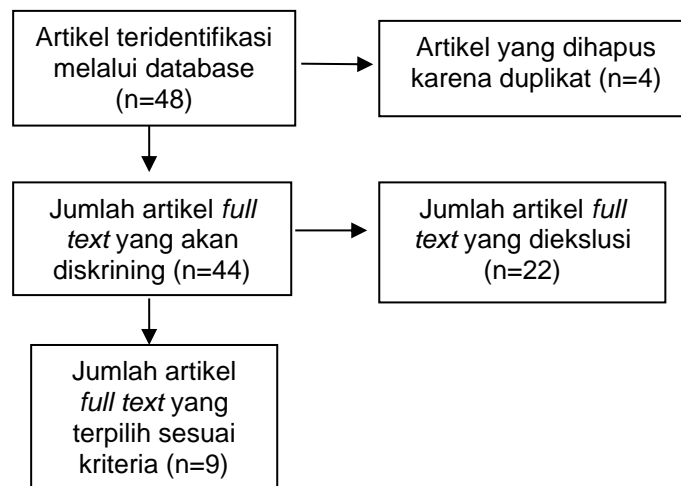 Artikel teridentifikasi
melalui database
(n=48)
Artikel yang dihapus
karena duplikat (n=4)
Jumlah artikel full
text yang akan
diskrining (n=44)
Jumlah artikel full
text yang diekslusi
(n=22)
Jumlah artikel
full text yang
terpilih sesuai
kriteria (n=9)